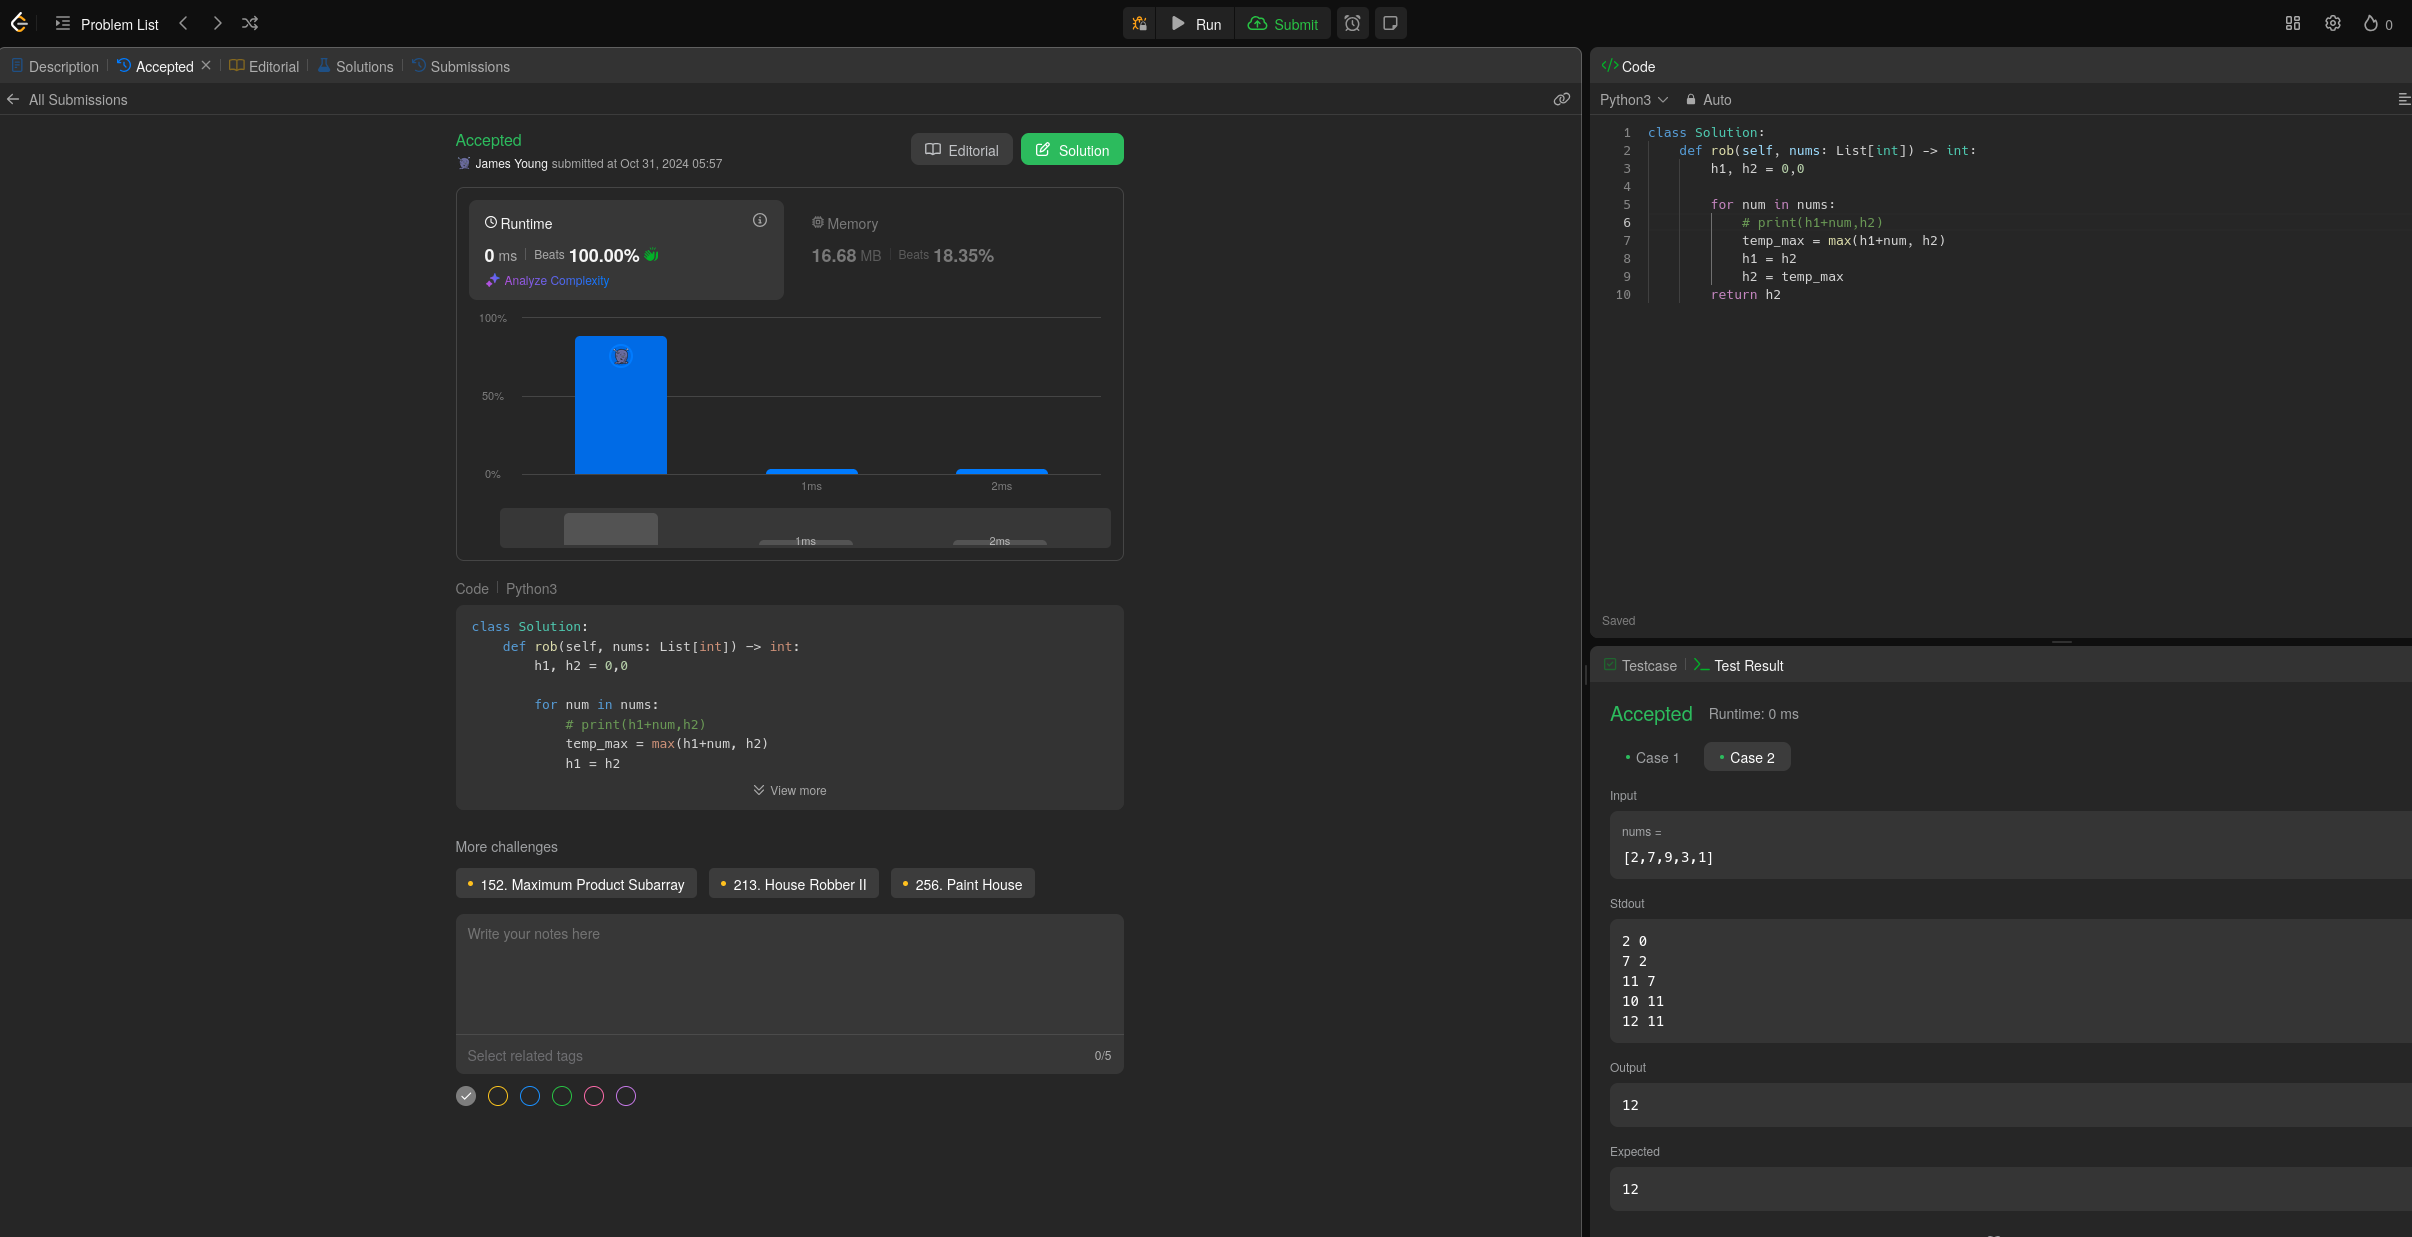 Problem List
Run
Submit
0
Description
Accepted
Editorial
Solutions
Submissions
All Submissions
Accepted
James Young submitted at Oct 31, 2024 05:57
Editorial
Solution
Runtime
0 ms Beats 100.00%
Analyze Complexity
Memory
16.68 MB Beats 18.35%
100%
50%
0%
1ms
2ms
1ms
2ms
Code
Python3
class Solution:
    def rob(self, nums: List[int]) -> int:
        h1, h2 = 0,0
        for num in nums:
            # print(h1+num,h2)
            temp_max = max(h1+num, h2)
            h1 = h2
View more
More challenges
152. Maximum Product Subarray
213. House Robber II
256. Paint House
Write your notes here
Select related tags
0/5
Code
Python3
Auto
1 class Solution:
2     def rob(self, nums: List[int]) -> int:
3         h1, h2 = 0,0
4
5         for num in nums:
6             # print(h1+num,h2)
7             temp_max = max(h1+num, h2)
8             h1 = h2
9             h2 = temp_max
10         return h2
Saved
Testcase
Test Result
Accepted
Runtime: 0 ms
Case 1
Case 2
Input
nums =
[2,7,9,3,1]
Stdout
2 0
7 2
11 7
10 11
12 11
Output
12
Expected
12